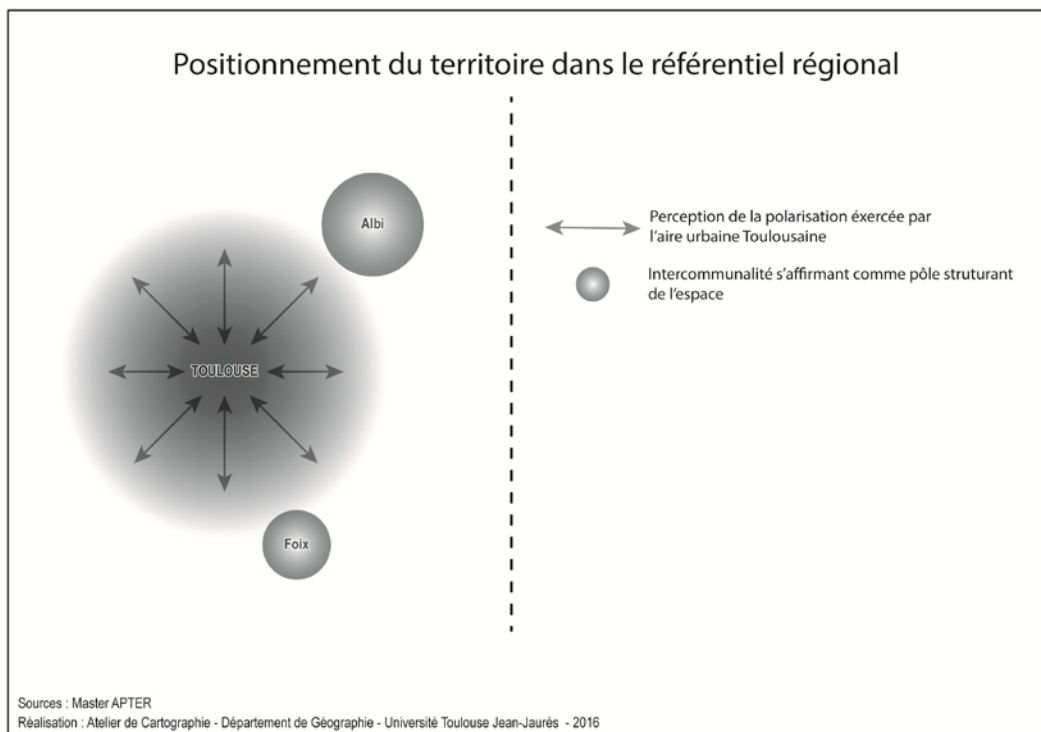 Positionnement du territoire dans le référentiel régional
Albi
TOULOUSE
Foix
Perception de la polarisation éxercée par
l'aire urbaine Toulousaine
Intercommunalité s'affirmant comme pôle struturant
de l'espace
Sources : Master APTER
Réalisation : Atelier de Cartographie - Département de Géographie - Université Toulouse Jean-Jaurès - 2016